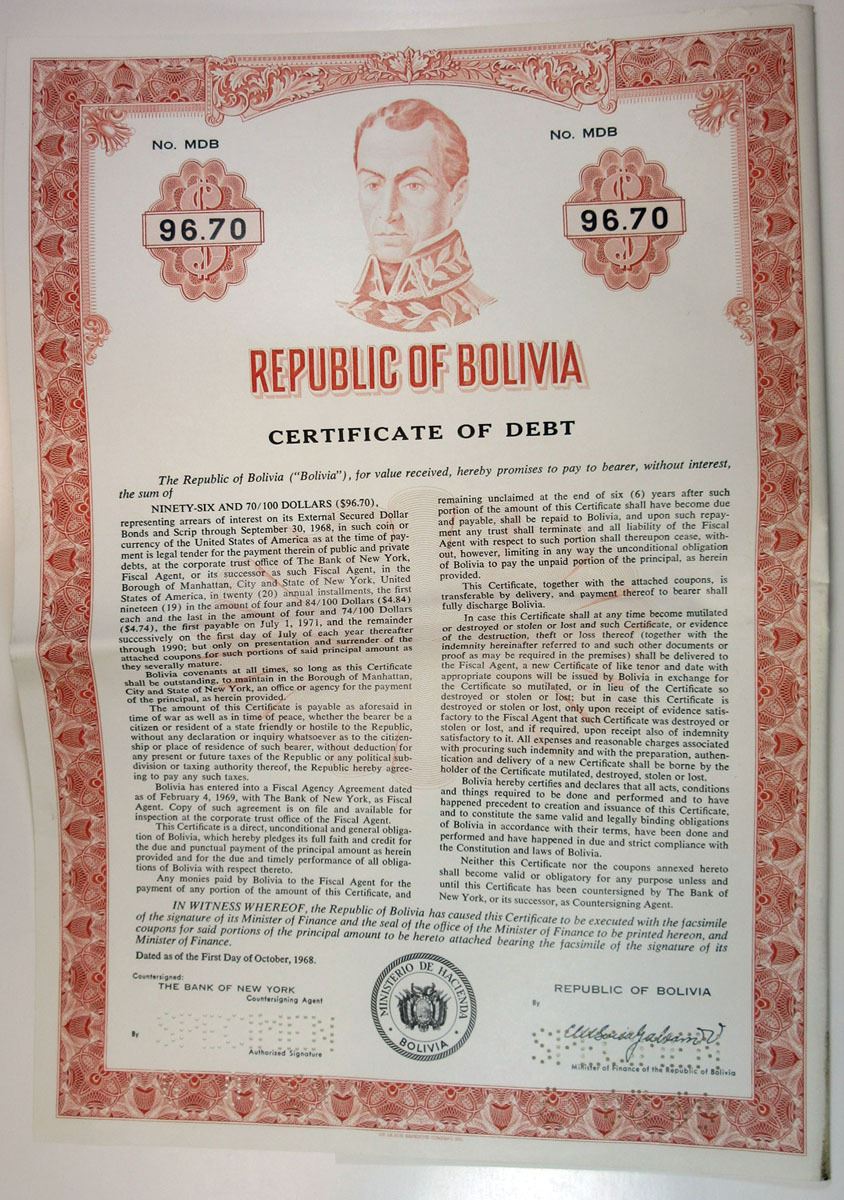 No. MDB
No. MDB
96.70
96.70
REPUBLIC OF BOLIVIA
CERTIFICATE OF DEBT
The Republic of Bolivia ("Bolivia"), for value received, hereby promises to pay to bearer, without interest,
the sum of
NINETY-SIX AND 70/100 DOLLARS ($96.70),
representing arrears of interest on its External Secured Dollar
Bonds and Scrip through September 30, 1968, in such coin or
currency of the United States of America as at the time of pay-
ment is legal tender for the payment therein of public and private
debts, at the corporate trust office of The Bank of New York,
Fiscal Agent, or its successor as such Fiscal Agent, in the
Borough of Manhattan, City and State of New York, United
States of America, in twenty (20) annual installments, the first
nineteen (19) in the amount of four and 84/100 Dollars ($4.84)
each and the last in the amount of four and 74/100 Dollars
($4.74), the first payable on July 1, 1971, and the remainder
successively on the first day of July of each year thereafter
through 1990; but only on presentation and surrender of the
attached coupons for such portions of said principal amount as
they severally mature.
Bolivia covenants at all times, so long as this Certificate
shall be outstanding, to maintain in the Borough of Manhattan,
City and State of New York, an office or agency for the payment
of the principal, as herein provided.
The amount of this Certificate is payable as aforesaid in
time of war as well as in time of peace, whether the bearer be a
citizen or resident of a state friendly or hostile to the Republic,
without any declaration or inquiry whatsoever as to the citizen-
ship or place of residence of such bearer, without deduction for
any present or future taxes of the Republic or any political sub-
division or taxing authority thereof, the Republic hereby agree-
ing to pay any such taxes.
Bolivia has entered into a Fiscal Agency Agreement dated
as of February 4, 1969, with The Bank of New York, as Fiscal
Agent. Copy of such agreement is on file and available for
inspection at the corporate trust office of the Fiscal Agent.
This Certificate is a direct, unconditional and general obliga-
tion of Bolivia, which hereby pledges its full faith and credit for
the due and punctual payment of the principal amount as herein
provided and for the due and timely performance of all obliga-
tions of Bolivia with respect thereto.
Any monies paid by Bolivia to the Fiscal Agent for the
payment of any portion of the amount of this Certificate, and
remaining unclaimed at the end of six (6) years after such
portion of the amount of this Certificate shall have become due
and payable, shall be repaid to Bolivia, and upon such repay-
ment any trust shall terminate and all liability of the Fiscal
Agent with respect to such portion shall thereupon cease, with-
out, however, limiting in any way the unconditional obligation
of Bolivia to pay the unpaid portion of the principal, as herein
provided.
This Certificate, together with the attached coupons, is
transferable by delivery, and payment thereof to bearer shall
fully discharge Bolivia.
In case this Certificate shall at any time become mutilated
or destroyed or stolen or lost and such Certificate, or evidence
of the destruction, theft or loss thereof (together with the
indemnity hereinafter referred to and such other documents or
proof as may be required in the premises) shall be delivered to
the Fiscal Agent, a new Certificate of like tenor and date with
appropriate coupons will be issued by Bolivia in exchange for
the Certificate so mutilated, or in lieu of the Certificate so
destroyed or stolen or lost; but in case this Certificate is
destroyed or stolen or lost, only upon receipt of evidence satis-
factory to the Fiscal Agent that such Certificate was destroyed or
stolen or lost, and if required, upon receipt also of indemnity
satisfactory to it. All expenses and reasonable charges associated
with procuring such indemnity and with the preparation, authen-
tication and delivery of a new Certificate shall be borne by the
holder of the Certificate mutilated, destroyed, stolen or lost.
Bolivia hereby certifies and declares that all acts, conditions
and things required to be done and performed and to have
happened precedent to creation and issuance of this Certificate,
and to constitute the same valid and legally binding obligations
of Bolivia in accordance with their terms, have been done and
performed and have happened in due and strict compliance with
the Constitution and laws of Bolivia.
Neither this Certificate nor the coupons annexed hereto
shall become valid or obligatory for any purpose unless and
until this Certificate has been countersigned by The Bank of
New York, or its successor, as Countersigning Agent.
IN WITNESS WHEREOF, the Republic of Bolivia has caused this Certificate to be executed with the facsimile
of the signature of its Minister of Finance and the seal of the office of the Minister of Finance to be printed hereon, and
coupons for said portions of the principal amount to be hereto attached bearing the facsimile of the signature of its
Minister of Finance.
Dated as of the First Day of October, 1968.
Countersigned:
THE BANK OF NEW YORK
Countersigning Agent
By
SPECIMEN
Authorized Signature
MINISTERIO DE HACIENDA
BOLIVIA
REPUBLIC OF BOLIVIA
By
SPECIMEN
Minister of Finance of the Republic of Bolivia